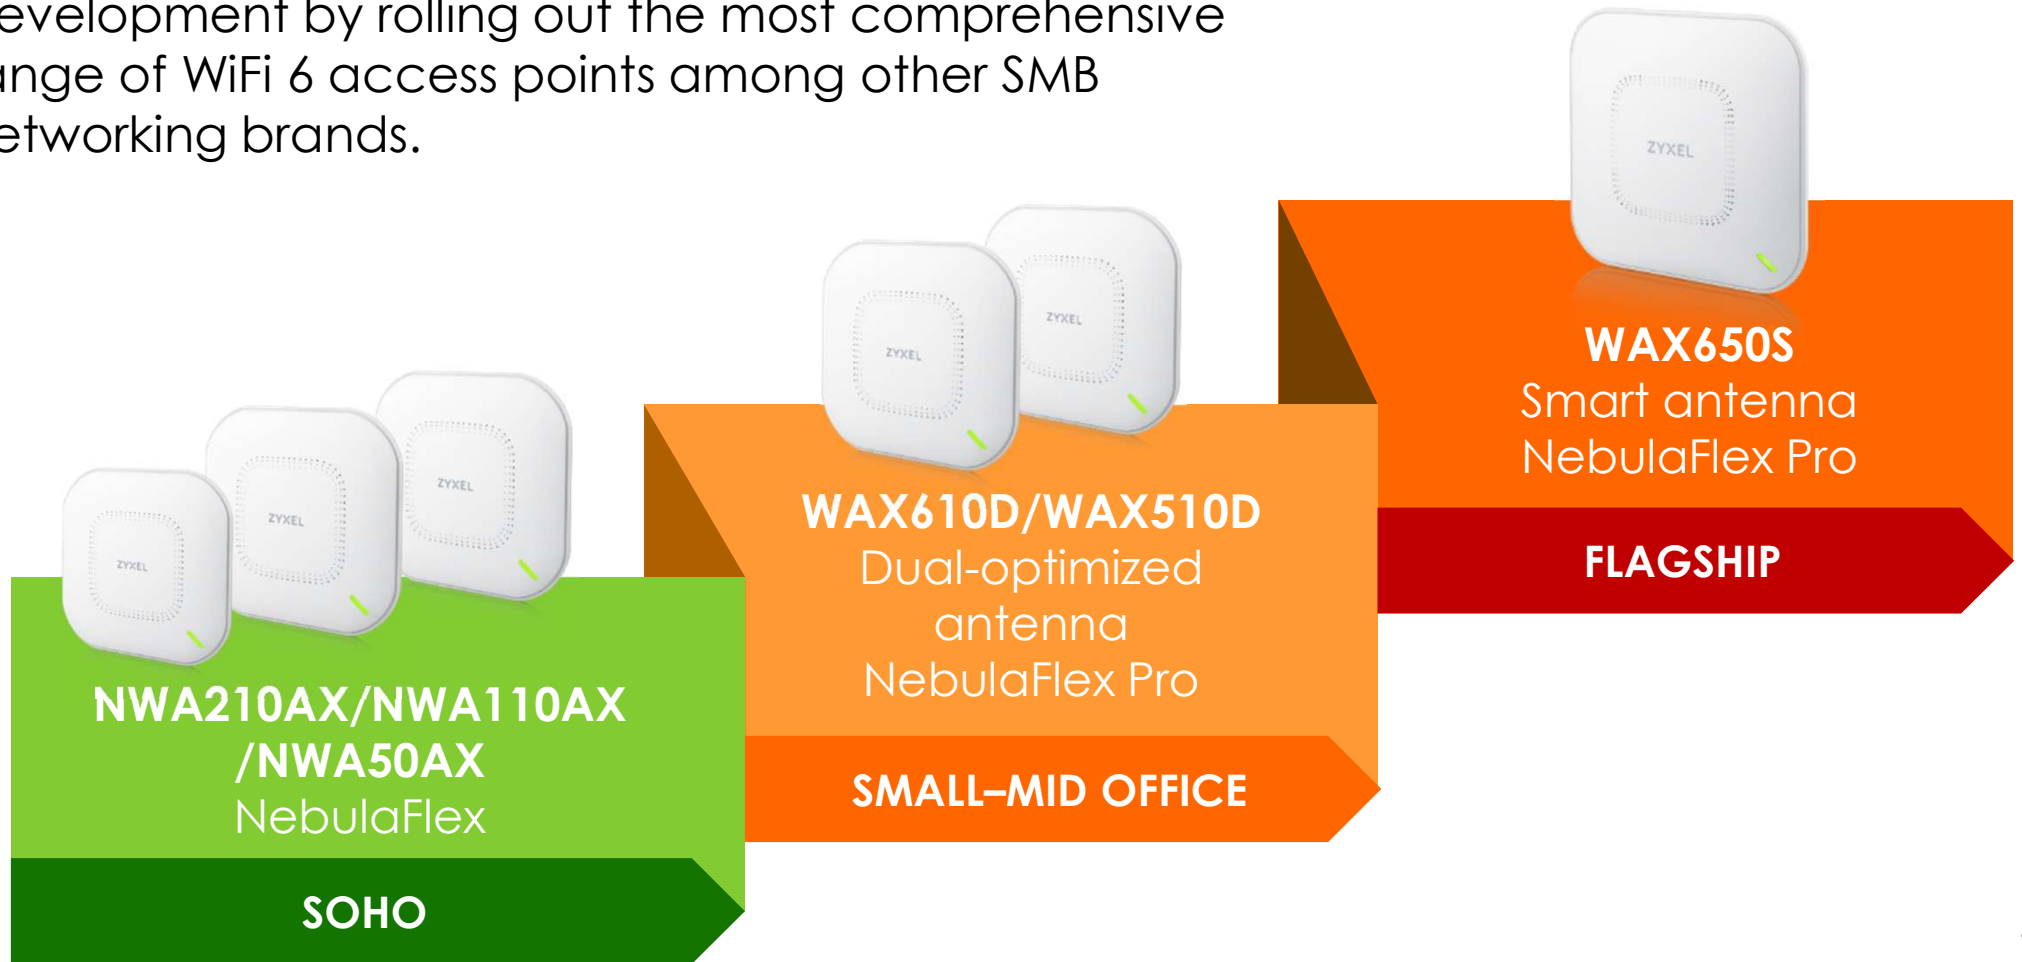 evelopment by rolling out the most comprehensive
ange of WiFi 6 access points among other SMB
etworking brands.
ZYXEL
WAX650S
Smart antenna
NebulaFlex Pro
FLAGSHIP
ZYXEL
ZYXEL
WAX610D/WAX510D
Dual-optimized
antenna
NebulaFlex Pro
SMALL–MID OFFICE
ZYXEL
ZYXEL
ZYXEL
NWA210AX/NWA110AX
/NWA50AX
NebulaFlex
SOHO